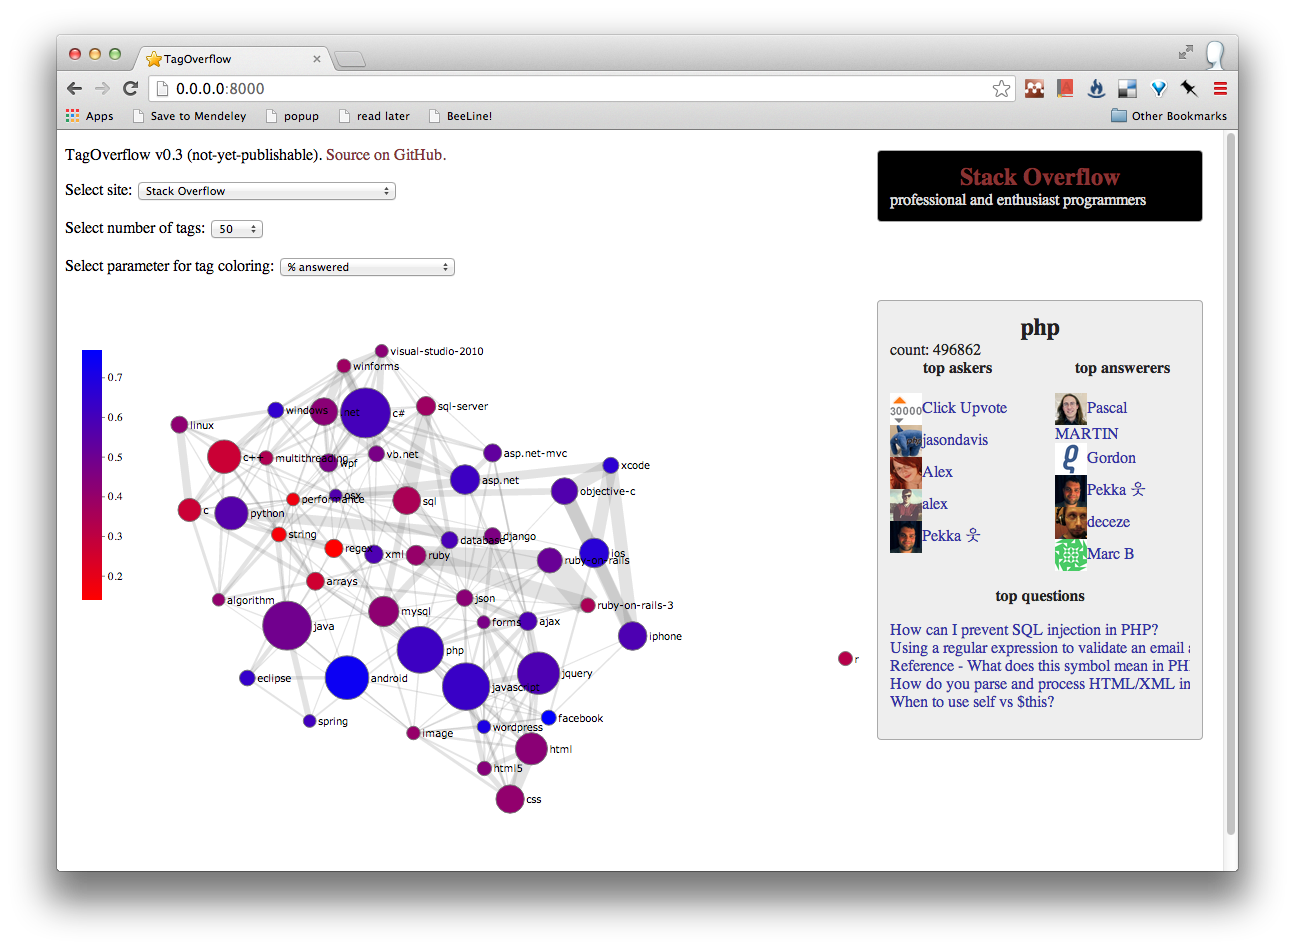 TagOverflow
0.0.0.0:8000
Apps Save to Mendeley popup read later BeeLine! Other Bookmarks
TagOverflow v0.3 (not-yet-publishable). Source on GitHub.
Select site: Stack Overflow
Select number of tags: 50
Select parameter for tag coloring: % answered
Stack Overflow
professional and enthusiast programmers
0.7
0.6
0.5
0.4
0.3
0.2
visual-studio-2010
winforms
windows
.net
c#
sql-server
linux
c++
multithreading
wpf
vb.net
asp.net-mvc
xcode
asp.net
objective-c
performance
osx
sql
c
python
string
database
django
regex
xml
ruby
ruby-on-rails
ios
arrays
algorithm
json
ruby-on-rails-3
mysql
forms
ajax
java
iphone
php
r
eclipse
android
javascript
jquery
spring
facebook
wordpress
image
html
html5
css
php
count: 496862
top askers
30000 Click Upvote
jasondavis
Alex
alex
Pekka 웃
top answerers
Pascal
MARTIN
Gordon
Pekka 웃
deceze
Marc B
top questions
How can I prevent SQL injection in PHP?
Using a regular expression to validate an email a
Reference - What does this symbol mean in PH
How do you parse and process HTML/XML in
When to use self vs $this?